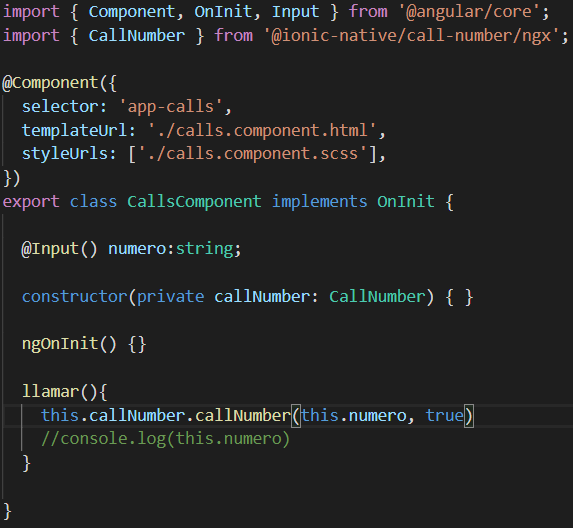 import { Component, OnInit, Input } from '@angular/core';
import { CallNumber } from '@ionic-native/call-number/ngx';
@Component({
  selector: 'app-calls',
  templateUrl: './calls.component.html',
  styleUrls: ['./calls.component.scss'],
})
export class CallsComponent implements OnInit {
  @Input() numero:string;
  constructor(private callNumber: CallNumber) { }
  ngOnInit() {}
  llamar(){
    this.callNumber.callNumber(this.numero, true)
    //console.log(this.numero)
  }
}